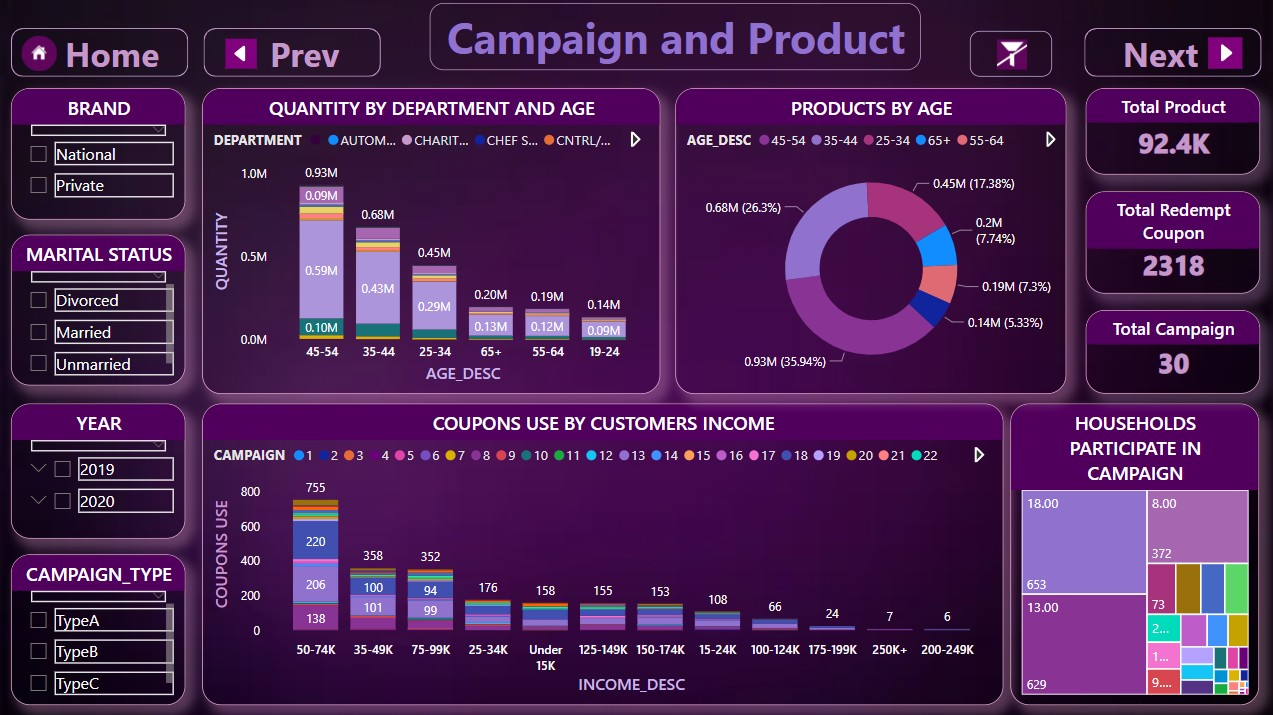 Campaign and Product
Home
Prev
Next
BRAND
National
Private
MARITAL STATUS
Divorced
Married
Unmarried
YEAR
2019
2020
CAMPAIGN_TYPE
TypeA
TypeB
TypeC
QUANTITY BY DEPARTMENT AND AGE
DEPARTMENT AUTOM... CHARIT... CHEF S... CNTRL/...
QUANTITY
1.0M
0.5M
0.0M
0.93M
0.09M
0.59M
0.10M
0.68M
0.43M
0.45M
0.29M
0.20M
0.13M
0.19M
0.12M
0.14M
0.09M
45-54 35-44 25-34 65+ 55-64 19-24
AGE_DESC
PRODUCTS BY AGE
AGE_DESC 45-54 35-44 25-34 65+ 55-64
0.45M (17.38%)
0.68M (26.3%)
0.2M
(7.74%)
0.19M (7.3%)
0.14M (5.33%)
0.93M (35.94%)
Total Product
92.4K
Total Redempt
Coupon
2318
Total Campaign
30
COUPONS USE BY CUSTOMERS INCOME
CAMPAIGN 1 2 3 4 5 6 7 8 9 10 11 12 13 14 15 16 17 18 19 20 21 22
COUPONS USE
800
600
400
200
0
755
220
206
138
358
100
101
352
94
99
176
158
155
153
108
66
24
7
6
50-74K 35-49K 75-99K 25-34K Under 125-149K 150-174K 15-24K 100-124K 175-199K 250K+ 200-249K
15K
INCOME_DESC
HOUSEHOLDS
PARTICIPATE IN
CAMPAIGN
18.00
653
13.00
629
8.00
372
73
2...
1...
9....